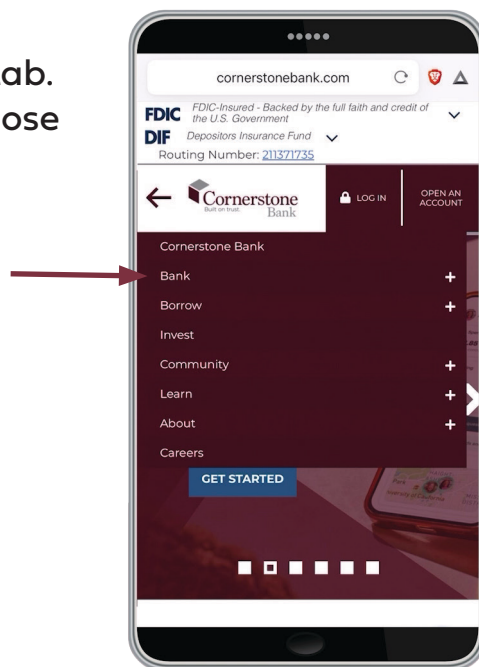 ab.
ose
cornerstonebank.com
FDIC FDIC-Insured - Backed by the full faith and credit of
the U.S. Government
DIF Depositors Insurance Fund
Routing Number: 211371735
Cornerstone
Built on trust. Bank
LOG IN
OPEN AN
ACCOUNT
Cornerstone Bank
Bank +
Borrow +
Invest
Community +
Learn +
About +
Careers
GET STARTED